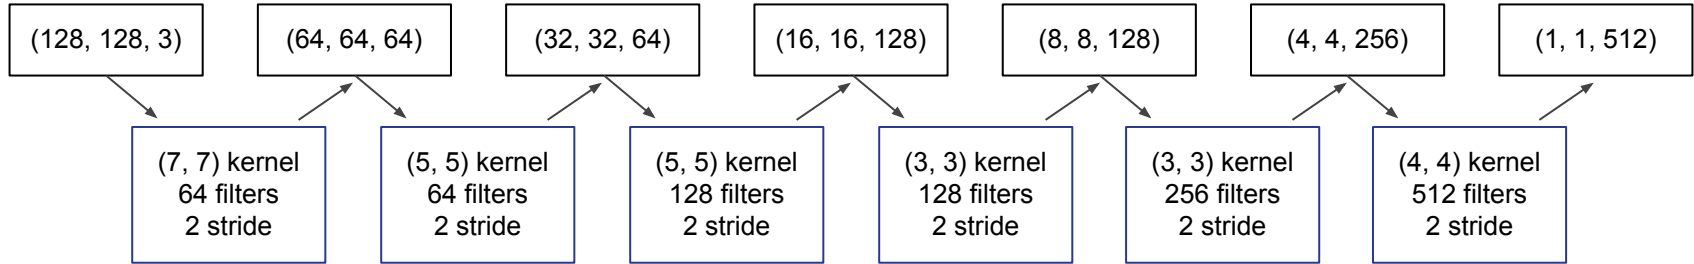 (128, 128, 3)
(64, 64, 64)
(32, 32, 64)
(16, 16, 128)
(8, 8, 128)
(4, 4, 256)
(1, 1, 512)
(7, 7) kernel
64 filters
2 stride
(5, 5) kernel
64 filters
2 stride
(5, 5) kernel
128 filters
2 stride
(3, 3) kernel
128 filters
2 stride
(3, 3) kernel
256 filters
2 stride
(4, 4) kernel
512 filters
2 stride